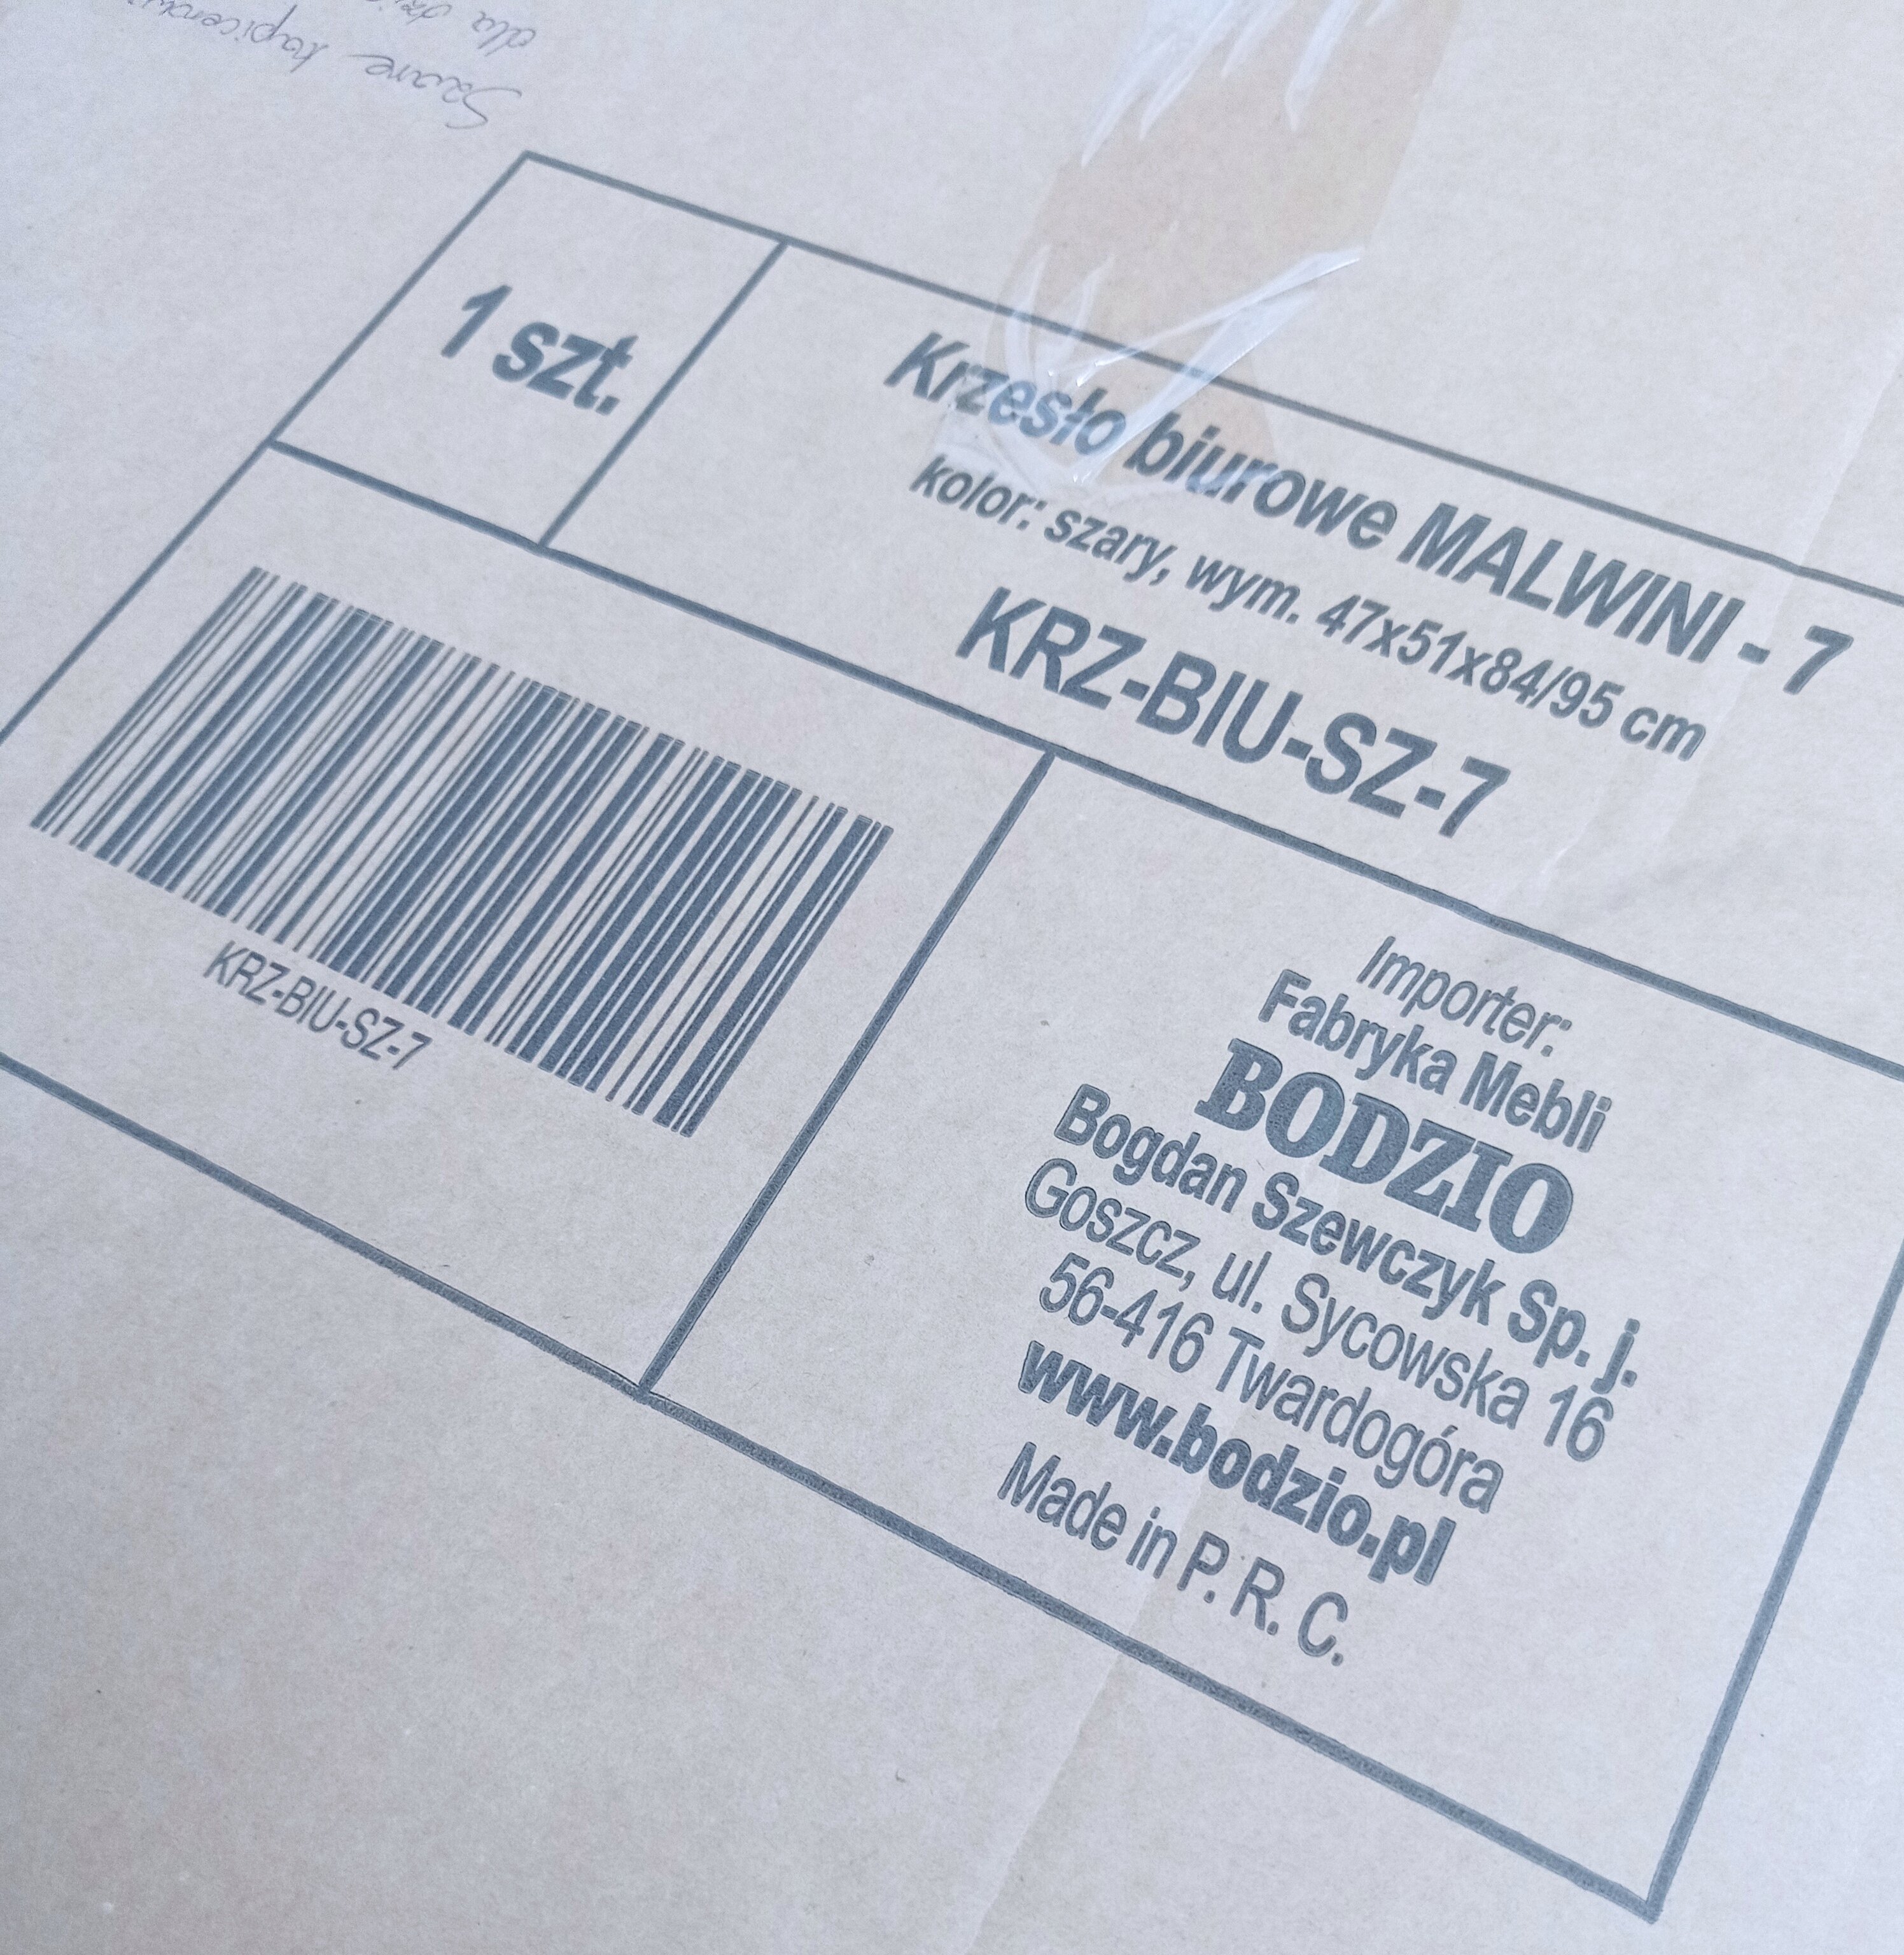 Szare
dla
1 szt.
Krzesło biurowe MALWINI - 7
kolor: szary, wym. 47x51x84/95 cm
KRZ-BIU-SZ-7
KRZ-BIU-SZ-7
Importer:
Fabryka Mebli
BODZIO
Bogdan Szewczyk Sp. j.
Goszcz, ul. Sycowska 16
56-416 Twardogóra
www.bodzio.pl
Made in P. R. C.